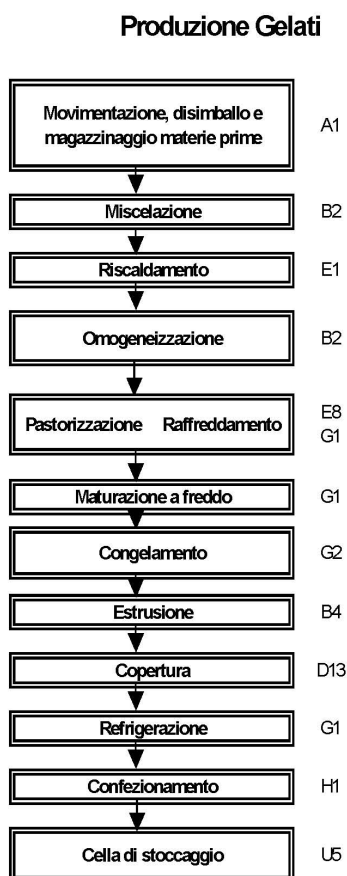 Produzione Gelati
Movimentazione, disimballo e
magazzinaggio materie prime
A1
Miscelazione
B2
Riscaldamento
E1
Omogeneizzazione
B2
Pastorizzazione Raffreddamento
E8
G1
Maturazione a freddo
G1
Congelamento
G2
Estrusione
B4
Copertura
D13
Refrigerazione
G1
Confezionamento
H1
Cella di stoccaggio
U5